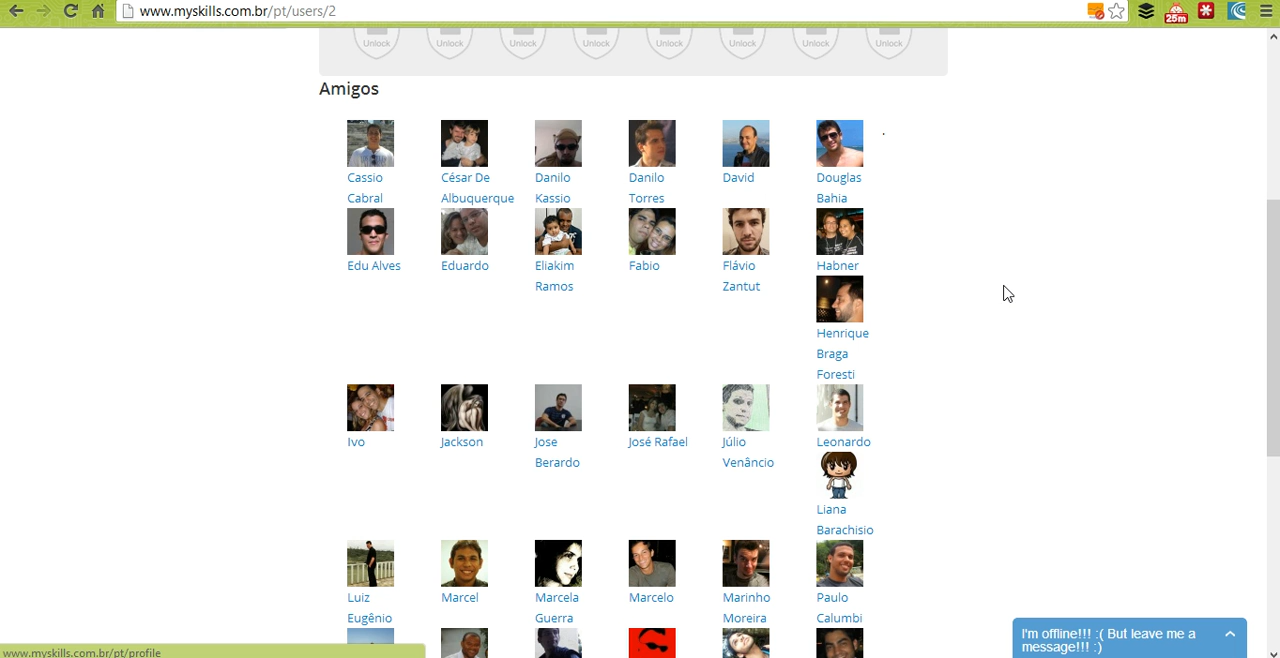 www.myskills.com.br/pt/users/2
25m
Unlock Unlock Unlock Unlock Unlock Unlock Unlock Unlock
Amigos
Cassio Cabral
César De Albuquerque
Danilo Kassio
Danilo Torres
David
Douglas Bahia
Edu Alves
Eduardo
Eliakim Ramos
Fabio
Flávio Zantut
Habner
Henrique Braga Foresti
Ivo
Jackson
Jose Berardo
José Rafael
Júlio Venâncio
Leonardo
Liana Barachisio
Luiz Eugênio
Marcel
Marcela Guerra
Marcelo
Marinho Moreira
Paulo Calumbi
I'm offline!!! :( But leave me a
message!!! :)
www.myskills.com.br/pt/profile